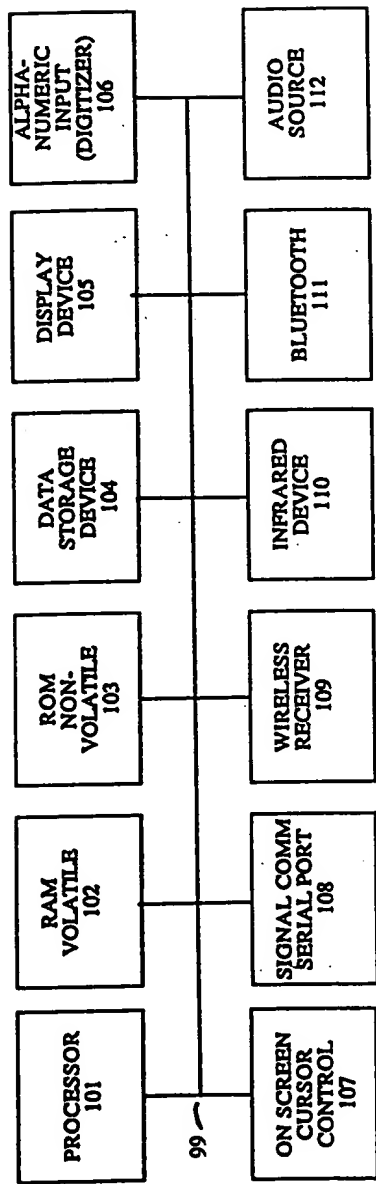 PROCESSOR
101
RAM
VOLATILE
102
ROM
NON-
VOLATILE
103
DATA
STORAGE
DEVICE
104
DISPLAY
DEVICE
105
ALPHA-
NUMERIC
INPUT
(DIGITIZER)
106
99
ON SCREEN
CURSOR
CONTROL
107
SIGNAL COMM
SERIAL PORT
108
WIRELESS
RECEIVER
109
INFRARED
DEVICE
110
BLUETOOTH
111
AUDIO
SOURCE
112